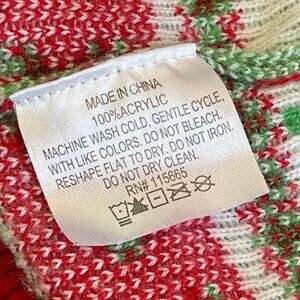 MADE IN CHINA
100%ACRYLIC
MACHINE WASH COLD, GENTLE CYCLE,
WITH LIKE COLORS. DO NOT BLEACH.
RESHAPE FLAT TO DRY. DO NOT IRON.
DO NOT DRY CLEAN.
RN# 115665